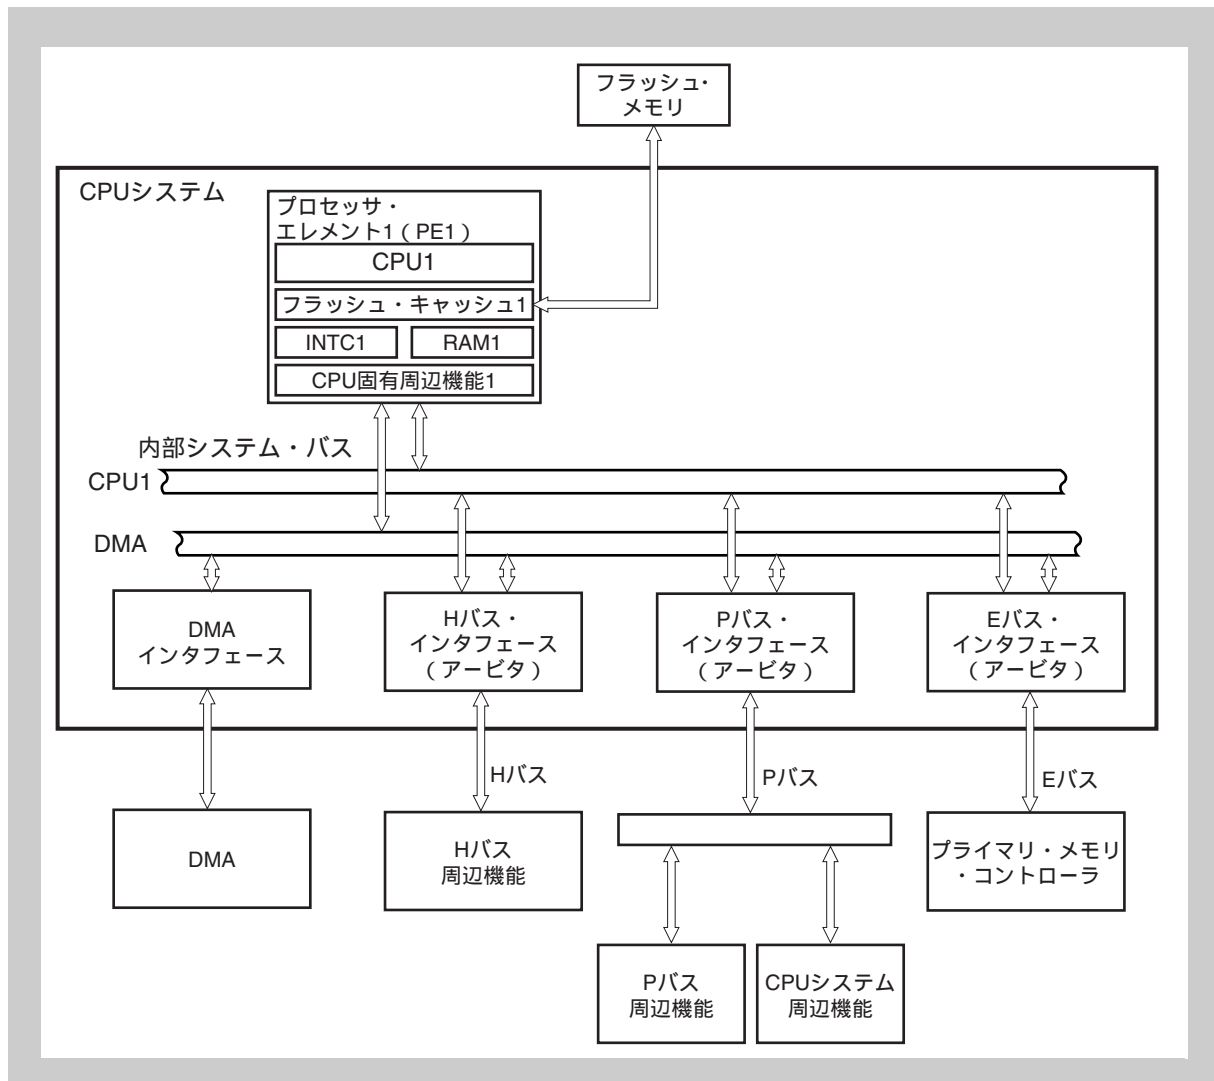 フラッシュ・
メモリ
CPUシステム
プロセッサ・
エレメント1（PE1）
CPU1
フラッシュ・キャッシュ1
INTC1
RAM1
CPU固有周辺機能1
内部システム・バス
CPU1
DMA
DMA
インタフェース
Hバス・
インタフェース
（アービタ）
Pバス・
インタフェース
（アービタ）
Eバス・
インタフェース
（アービタ）
Hバス
Pバス
Eバス
DMA
Hバス
周辺機能
プライマリ・メモリ
・コントローラ
Pバス
周辺機能
CPUシステム
周辺機能